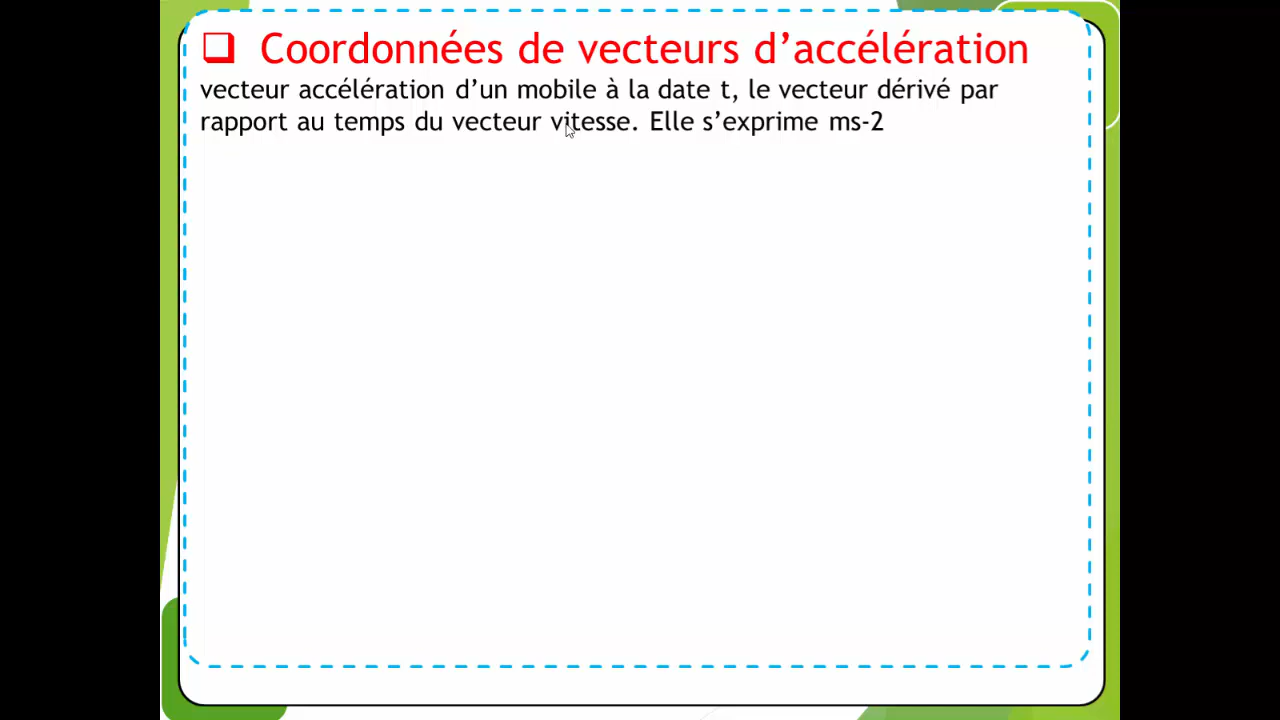 ❑ Coordonnées de vecteurs d’accélération
vecteur accélération d’un mobile à la date t, le vecteur dérivé par
rapport au temps du vecteur vitesse. Elle s’exprime ms-2